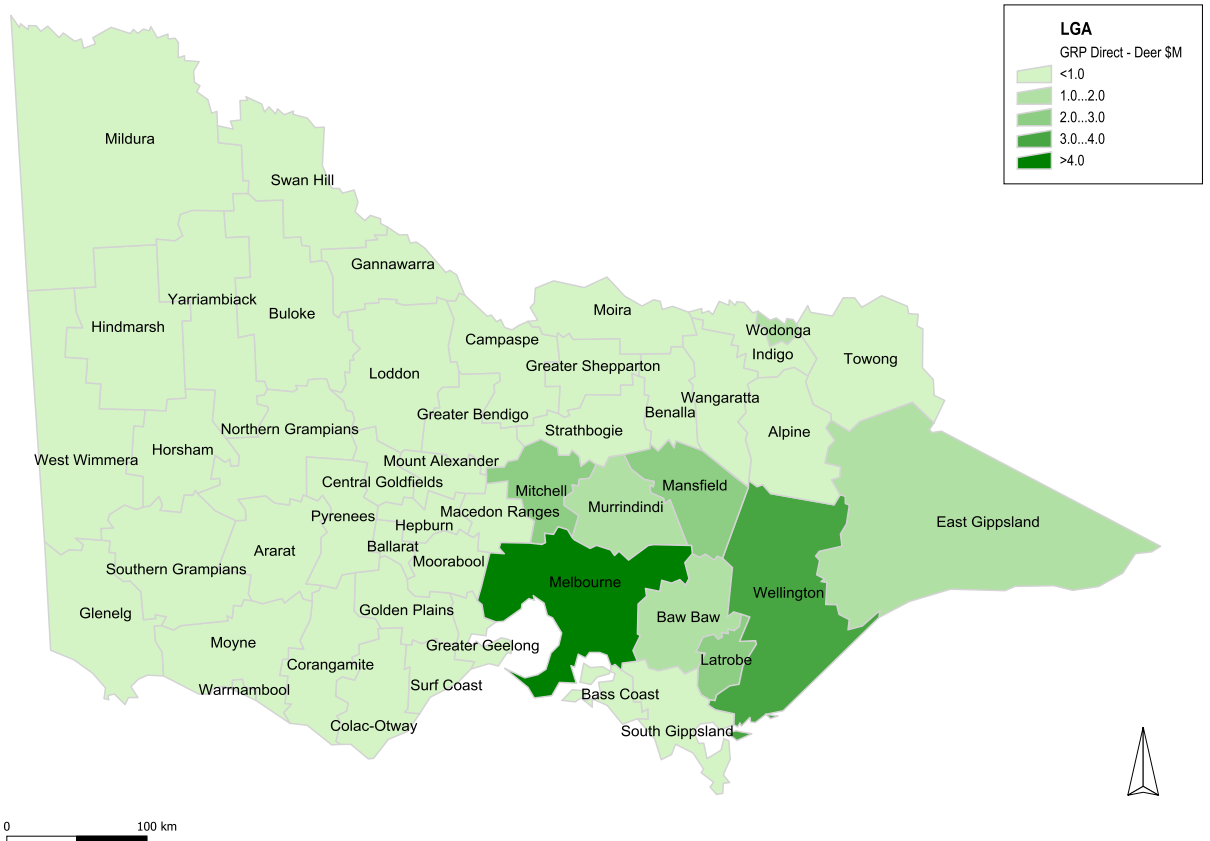 LGA
GRP Direct - Deer $M
<1.0
1.0...2.0
2.0...3.0
3.0...4.0
>4.0
Mildura
Swan Hill
Gannawarra
Yarriambiack
Buloke
Hindmarsh
Moira
Wodonga
Campaspe
Indigo
Towong
Greater Shepparton
Loddon
Wangaratta
Greater Bendigo
Benalla
Northern Grampians
Strathbogie
Alpine
Horsham
West Wimmera
Mount Alexander
Central Goldfields
Mansfield
Mitchell
Murrindindi
Macedon Ranges
Pyrenees
Hepburn
East Gippsland
Ballarat
Ararat
Moorabool
Southern Grampians
Melbourne
Wellington
Glenelg
Golden Plains
Baw Baw
Moyne
Greater Geelong
Latrobe
Corangamite
Surf Coast
Warrnambool
Bass Coast
Colac-Otway
South Gippsland
0 100 km